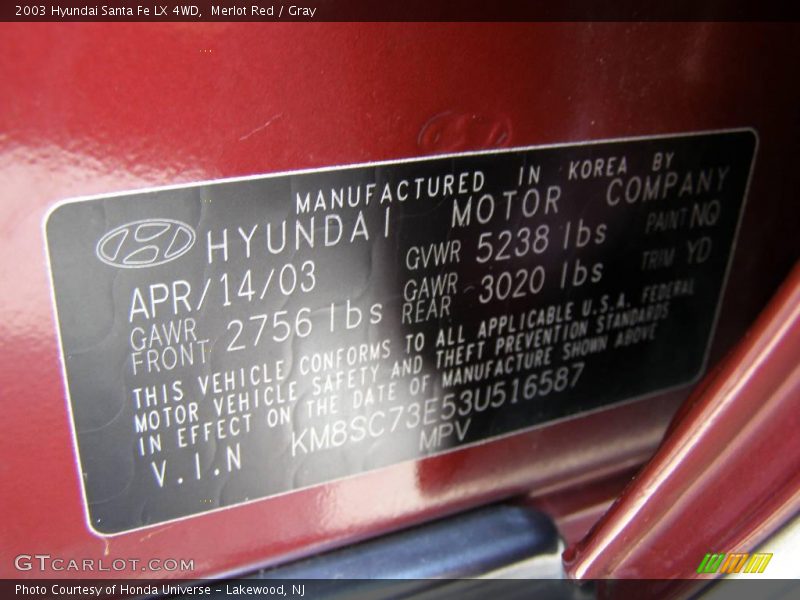 2003 Hyundai Santa Fe LX 4WD,  Merlot Red / Gray
MANUFACTURED IN KOREA BY
HYUNDAI MOTOR COMPANY
APR/14/03 GVWR 5238 lbs PAINT NQ
GAWR FRONT 2756 lbs GAWR REAR 3020 lbs TRIM YD
THIS VEHICLE CONFORMS TO ALL APPLICABLE U.S.A. FEDERAL
MOTOR VEHICLE SAFETY AND THEFT PREVENTION STANDARDS
IN EFFECT ON THE DATE OF MANUFACTURE SHOWN ABOVE
V.I.N KM8SC73E53U516587
MPV
GTCARLOT.COM
Photo Courtesy of Honda Universe - Lakewood, NJ